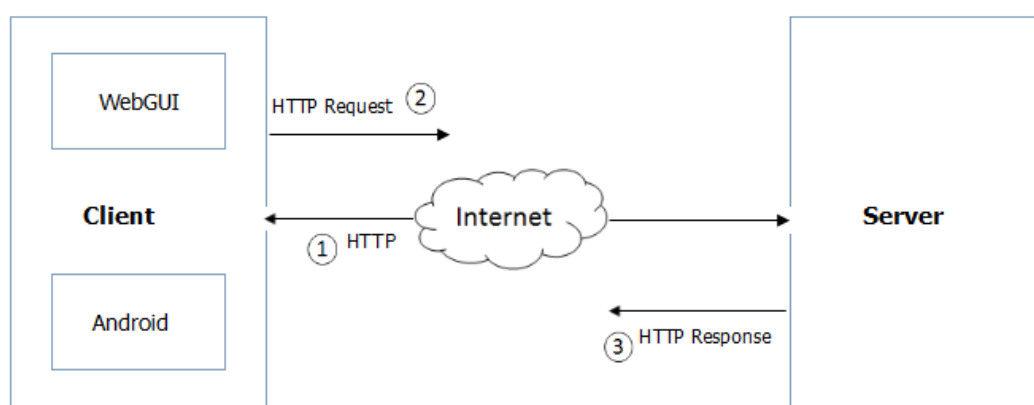 WebGUI
HTTP Request ②
Client
Internet
Server
① HTTP
Android
③ HTTP Response